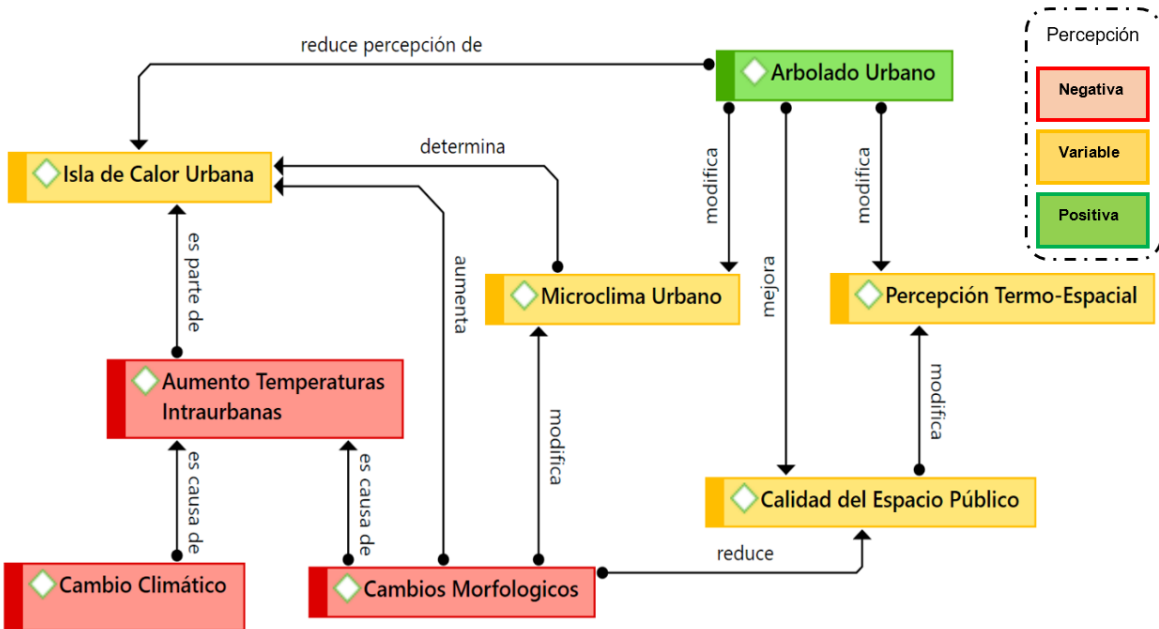 Percepción
Negativa
Variable
Positiva
reduce percepción de
Arbolado Urbano
determina
Isla de Calor Urbana
modifica
modifica
es parte de
aumenta
mejora
Microclima Urbano
Percepción Termo-Espacial
Aumento Temperaturas
Intraurbanas
modifica
modifica
es causa de
es causa de
Calidad del Espacio Público
reduce
Cambio Climático
Cambios Morfologicos